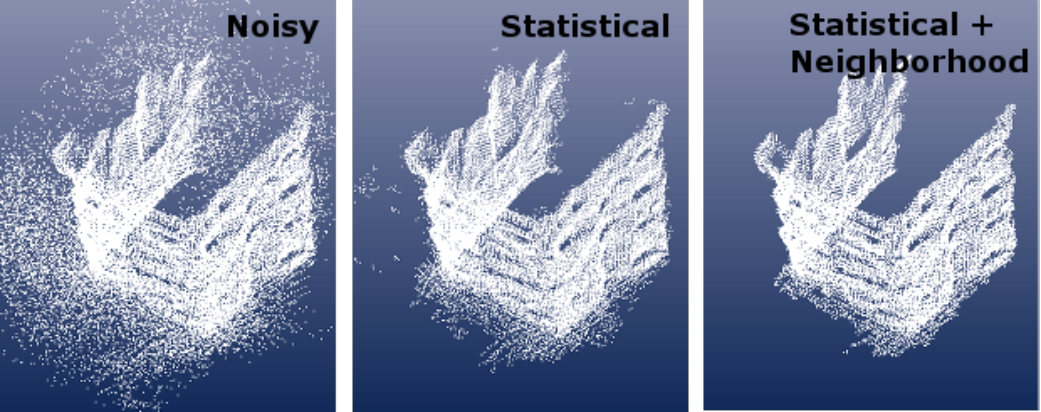 Noisy
Statistical
Statistical +
Neighborhood